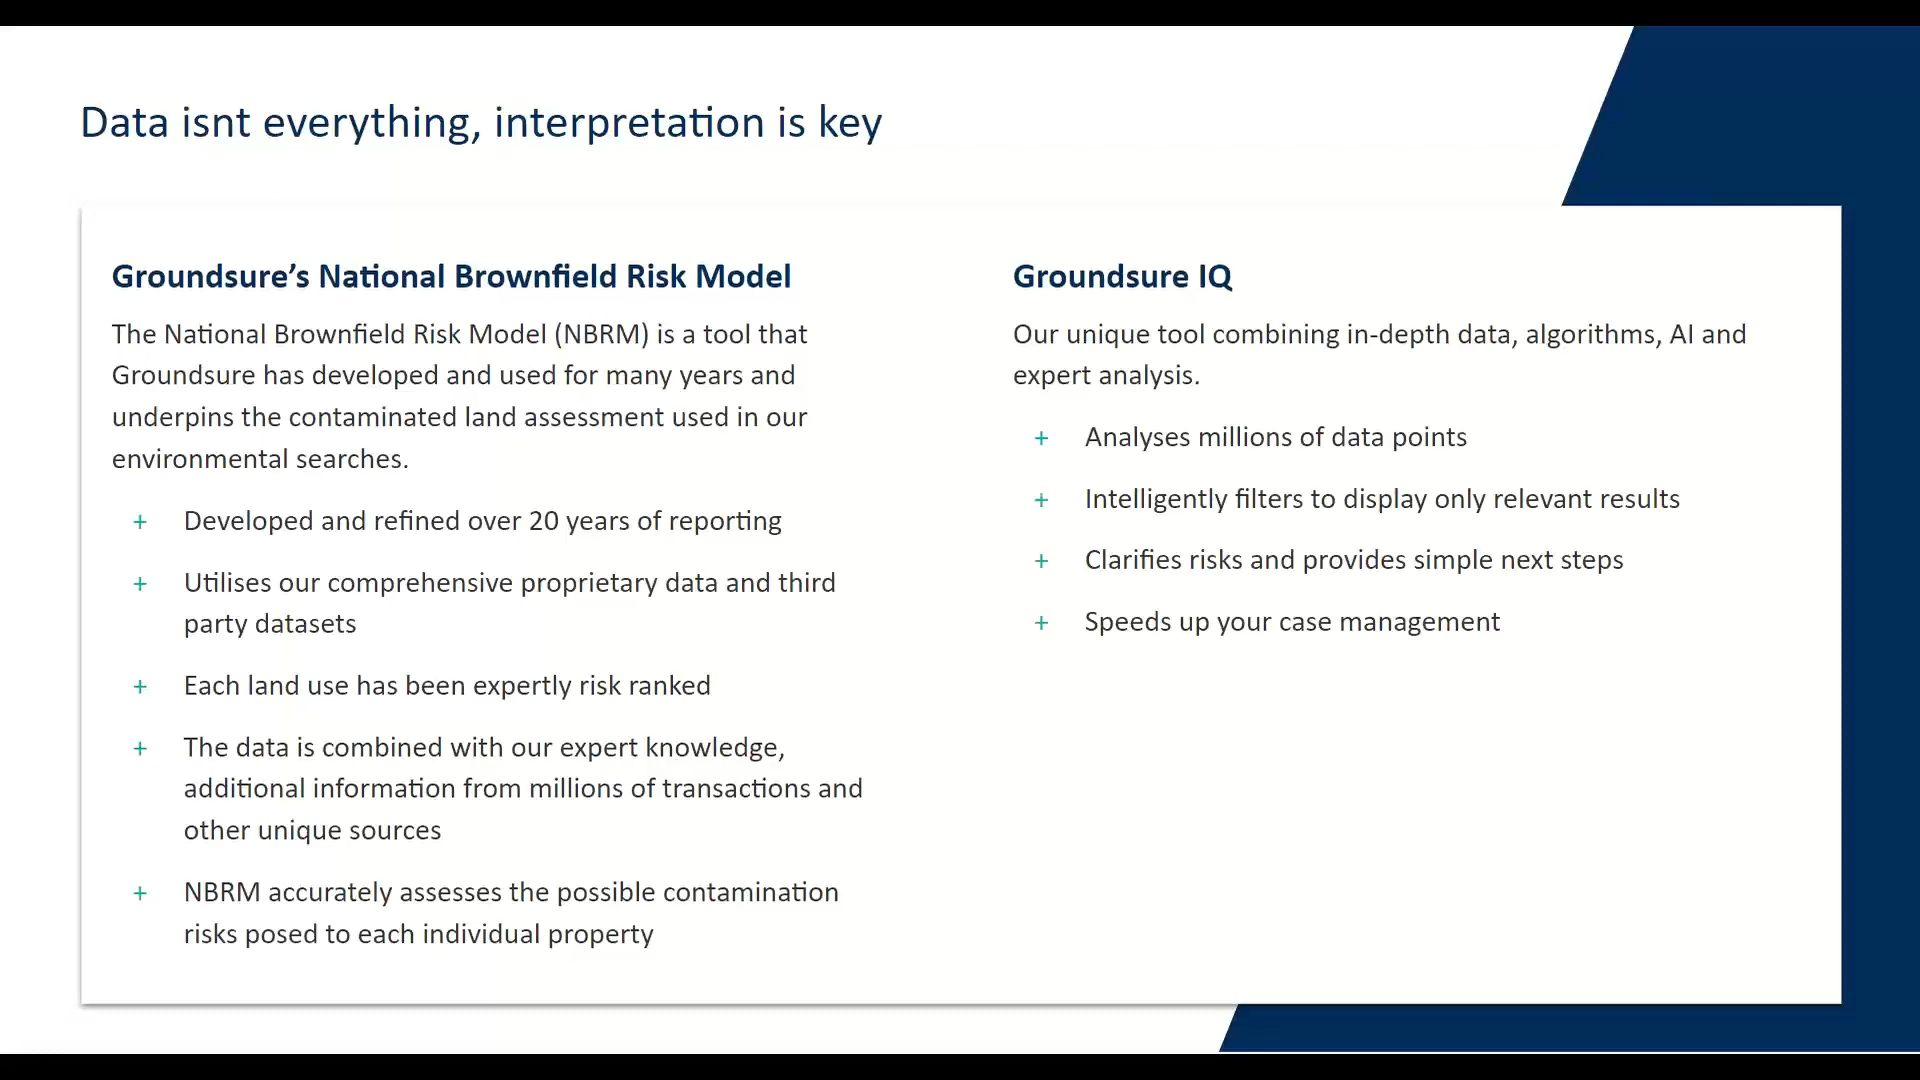 Data isnt everything, interpretation is key
Groundsure’s National Brownfield Risk Model
The National Brownfield Risk Model (NBRM) is a tool that
Groundsure has developed and used for many years and
underpins the contaminated land assessment used in our
environmental searches.
+ Developed and refined over 20 years of reporting
+ Utilises our comprehensive proprietary data and third
party datasets
+ Each land use has been expertly risk ranked
+ The data is combined with our expert knowledge,
additional information from millions of transactions and
other unique sources
+ NBRM accurately assesses the possible contamination
risks posed to each individual property
Groundsure IQ
Our unique tool combining in-depth data, algorithms, AI and
expert analysis.
+ Analyses millions of data points
+ Intelligently filters to display only relevant results
+ Clarifies risks and provides simple next steps
+ Speeds up your case management